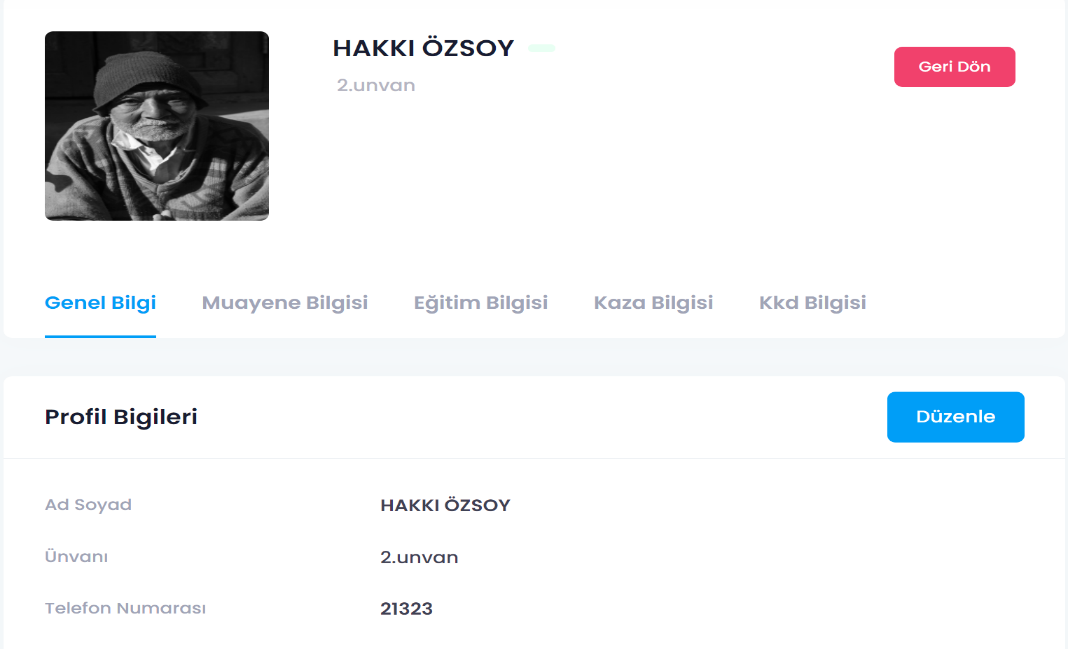 HAKKI ÖZSOY
2.unvan
Geri Dön
Genel Bilgi Muayene Bilgisi Eğitim Bilgisi Kaza Bilgisi Kkd Bilgisi
Profil Bigileri
Düzenle
Ad Soyad HAKKI ÖZSOY
Ünvanı 2.unvan
Telefon Numarası 21323